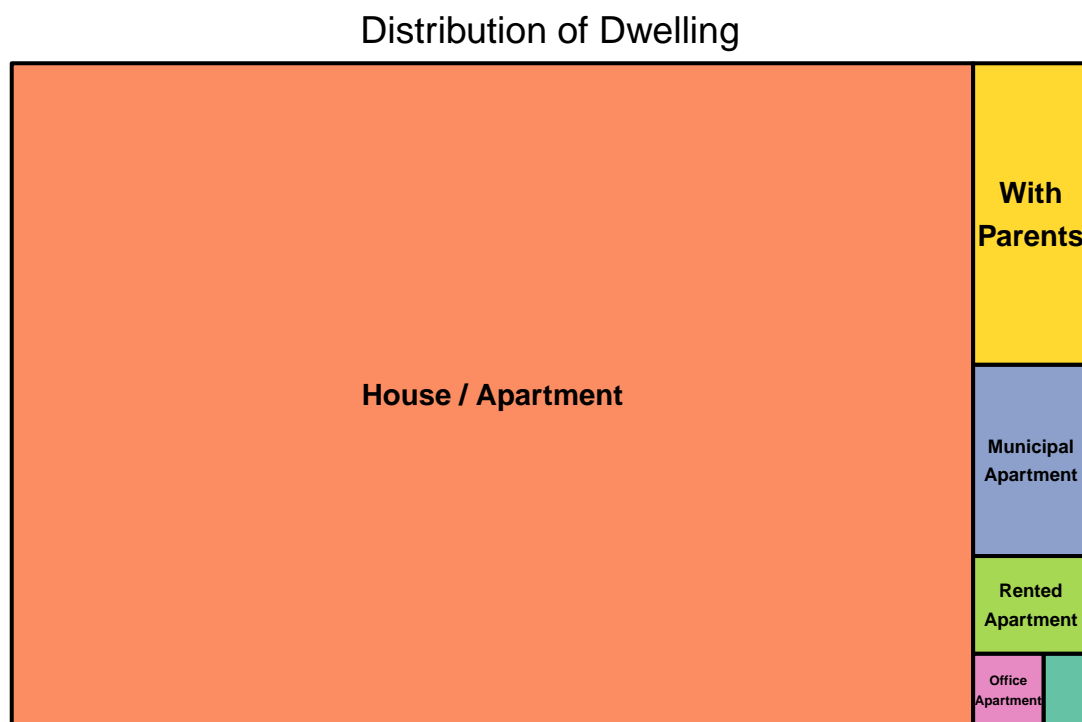 Distribution of Dwelling
House / Apartment
With
Parents
Municipal
Apartment
Rented
Apartment
Office
Apartment